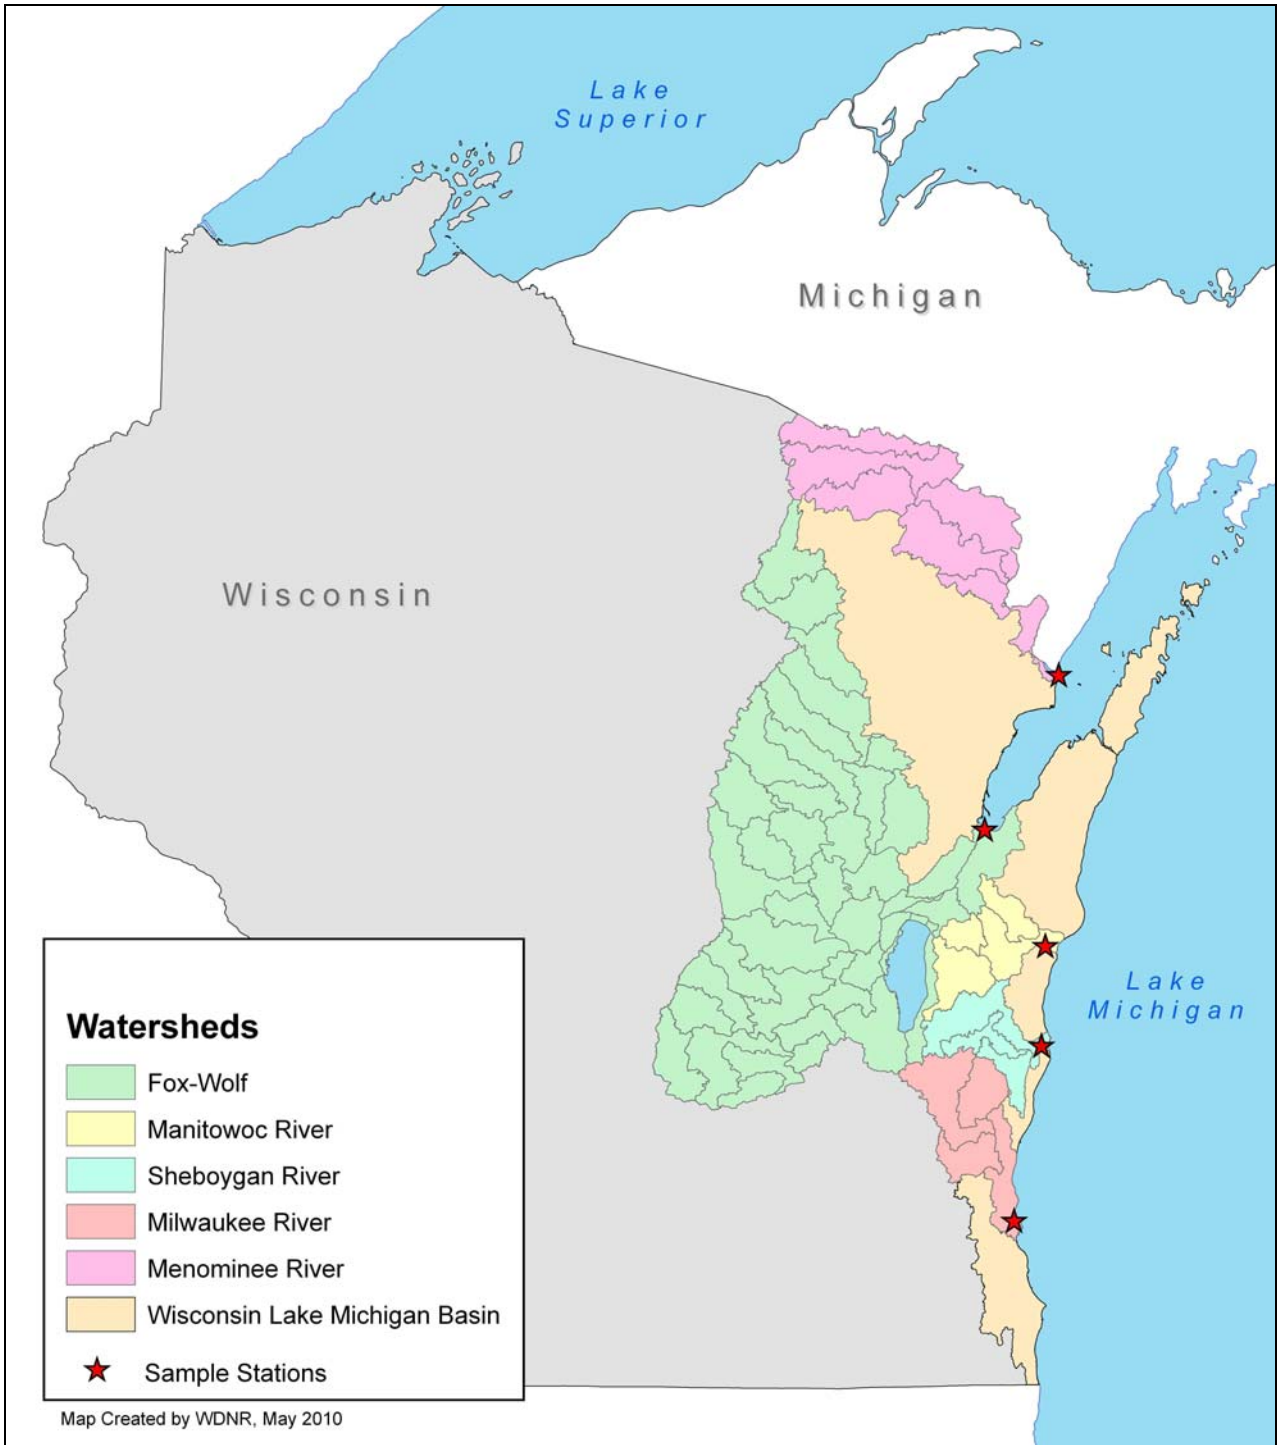 Lake
Superior
Michigan
Wisconsin
Lake
Michigan
Watersheds
Fox-Wolf
Manitowoc River
Sheboygan River
Milwaukee River
Menominee River
Wisconsin Lake Michigan Basin
Sample Stations
Map Created by WDNR, May 2010